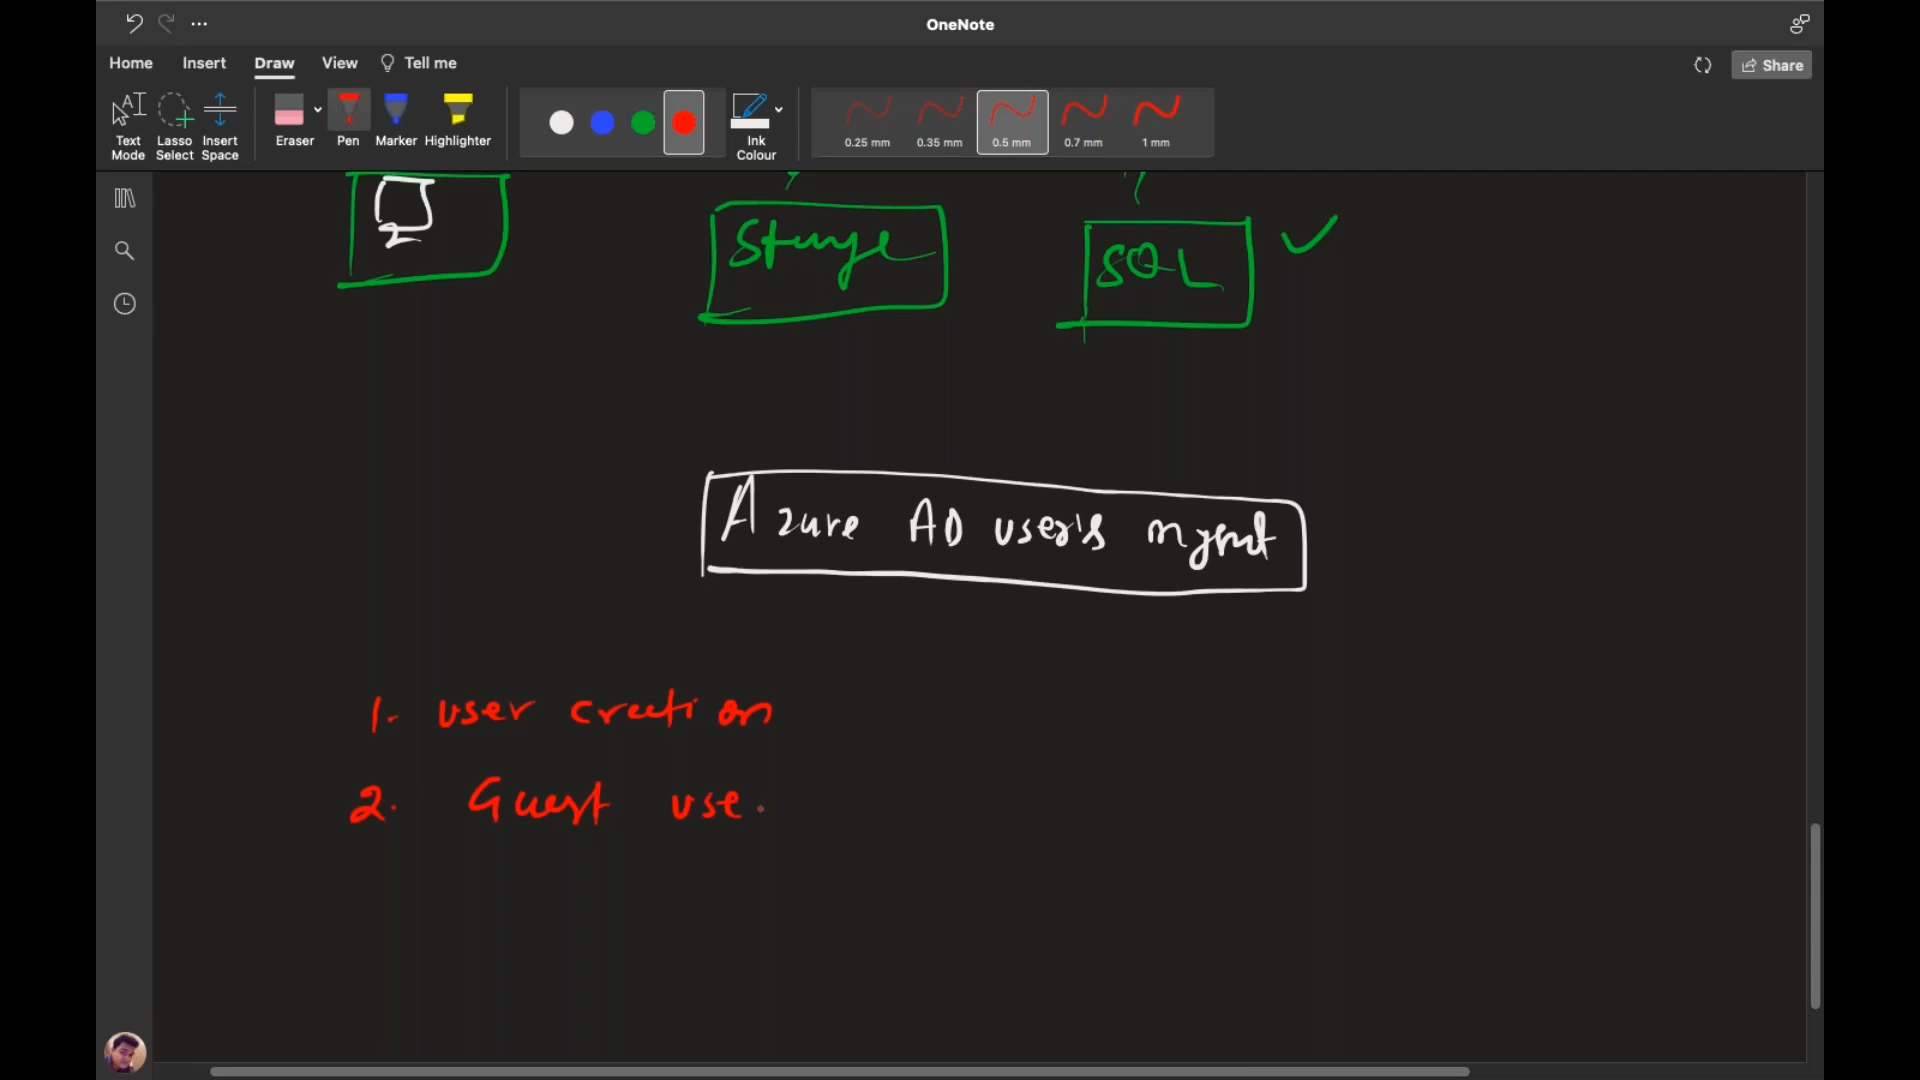 OneNote
Home Insert Draw View Tell me
Share
Text Mode
Lasso Select
Insert Space
Eraser
Pen
Marker
Highlighter
Ink Colour
0.25 mm
0.35 mm
0.5 mm
0.7 mm
1 mm
2
Storage
SQL
Azure AD user's mgmt
1. user creation
2. Guest use